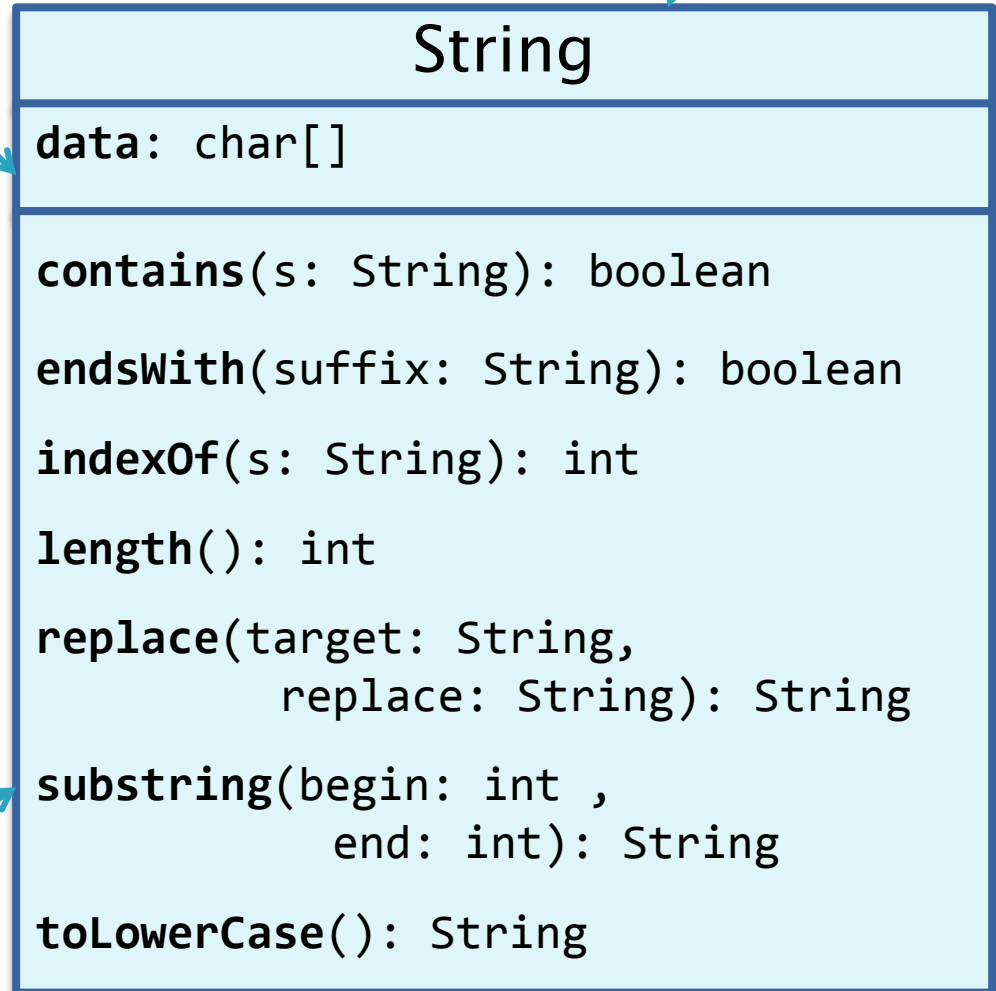 String
data: char[]
contains(s: String): boolean
endsWith(suffix: String): boolean
indexOf(s: String): int
length(): int
replace(target: String,
replace: String): String
substring(begin: int ,
end: int): String
toLowerCase(): String